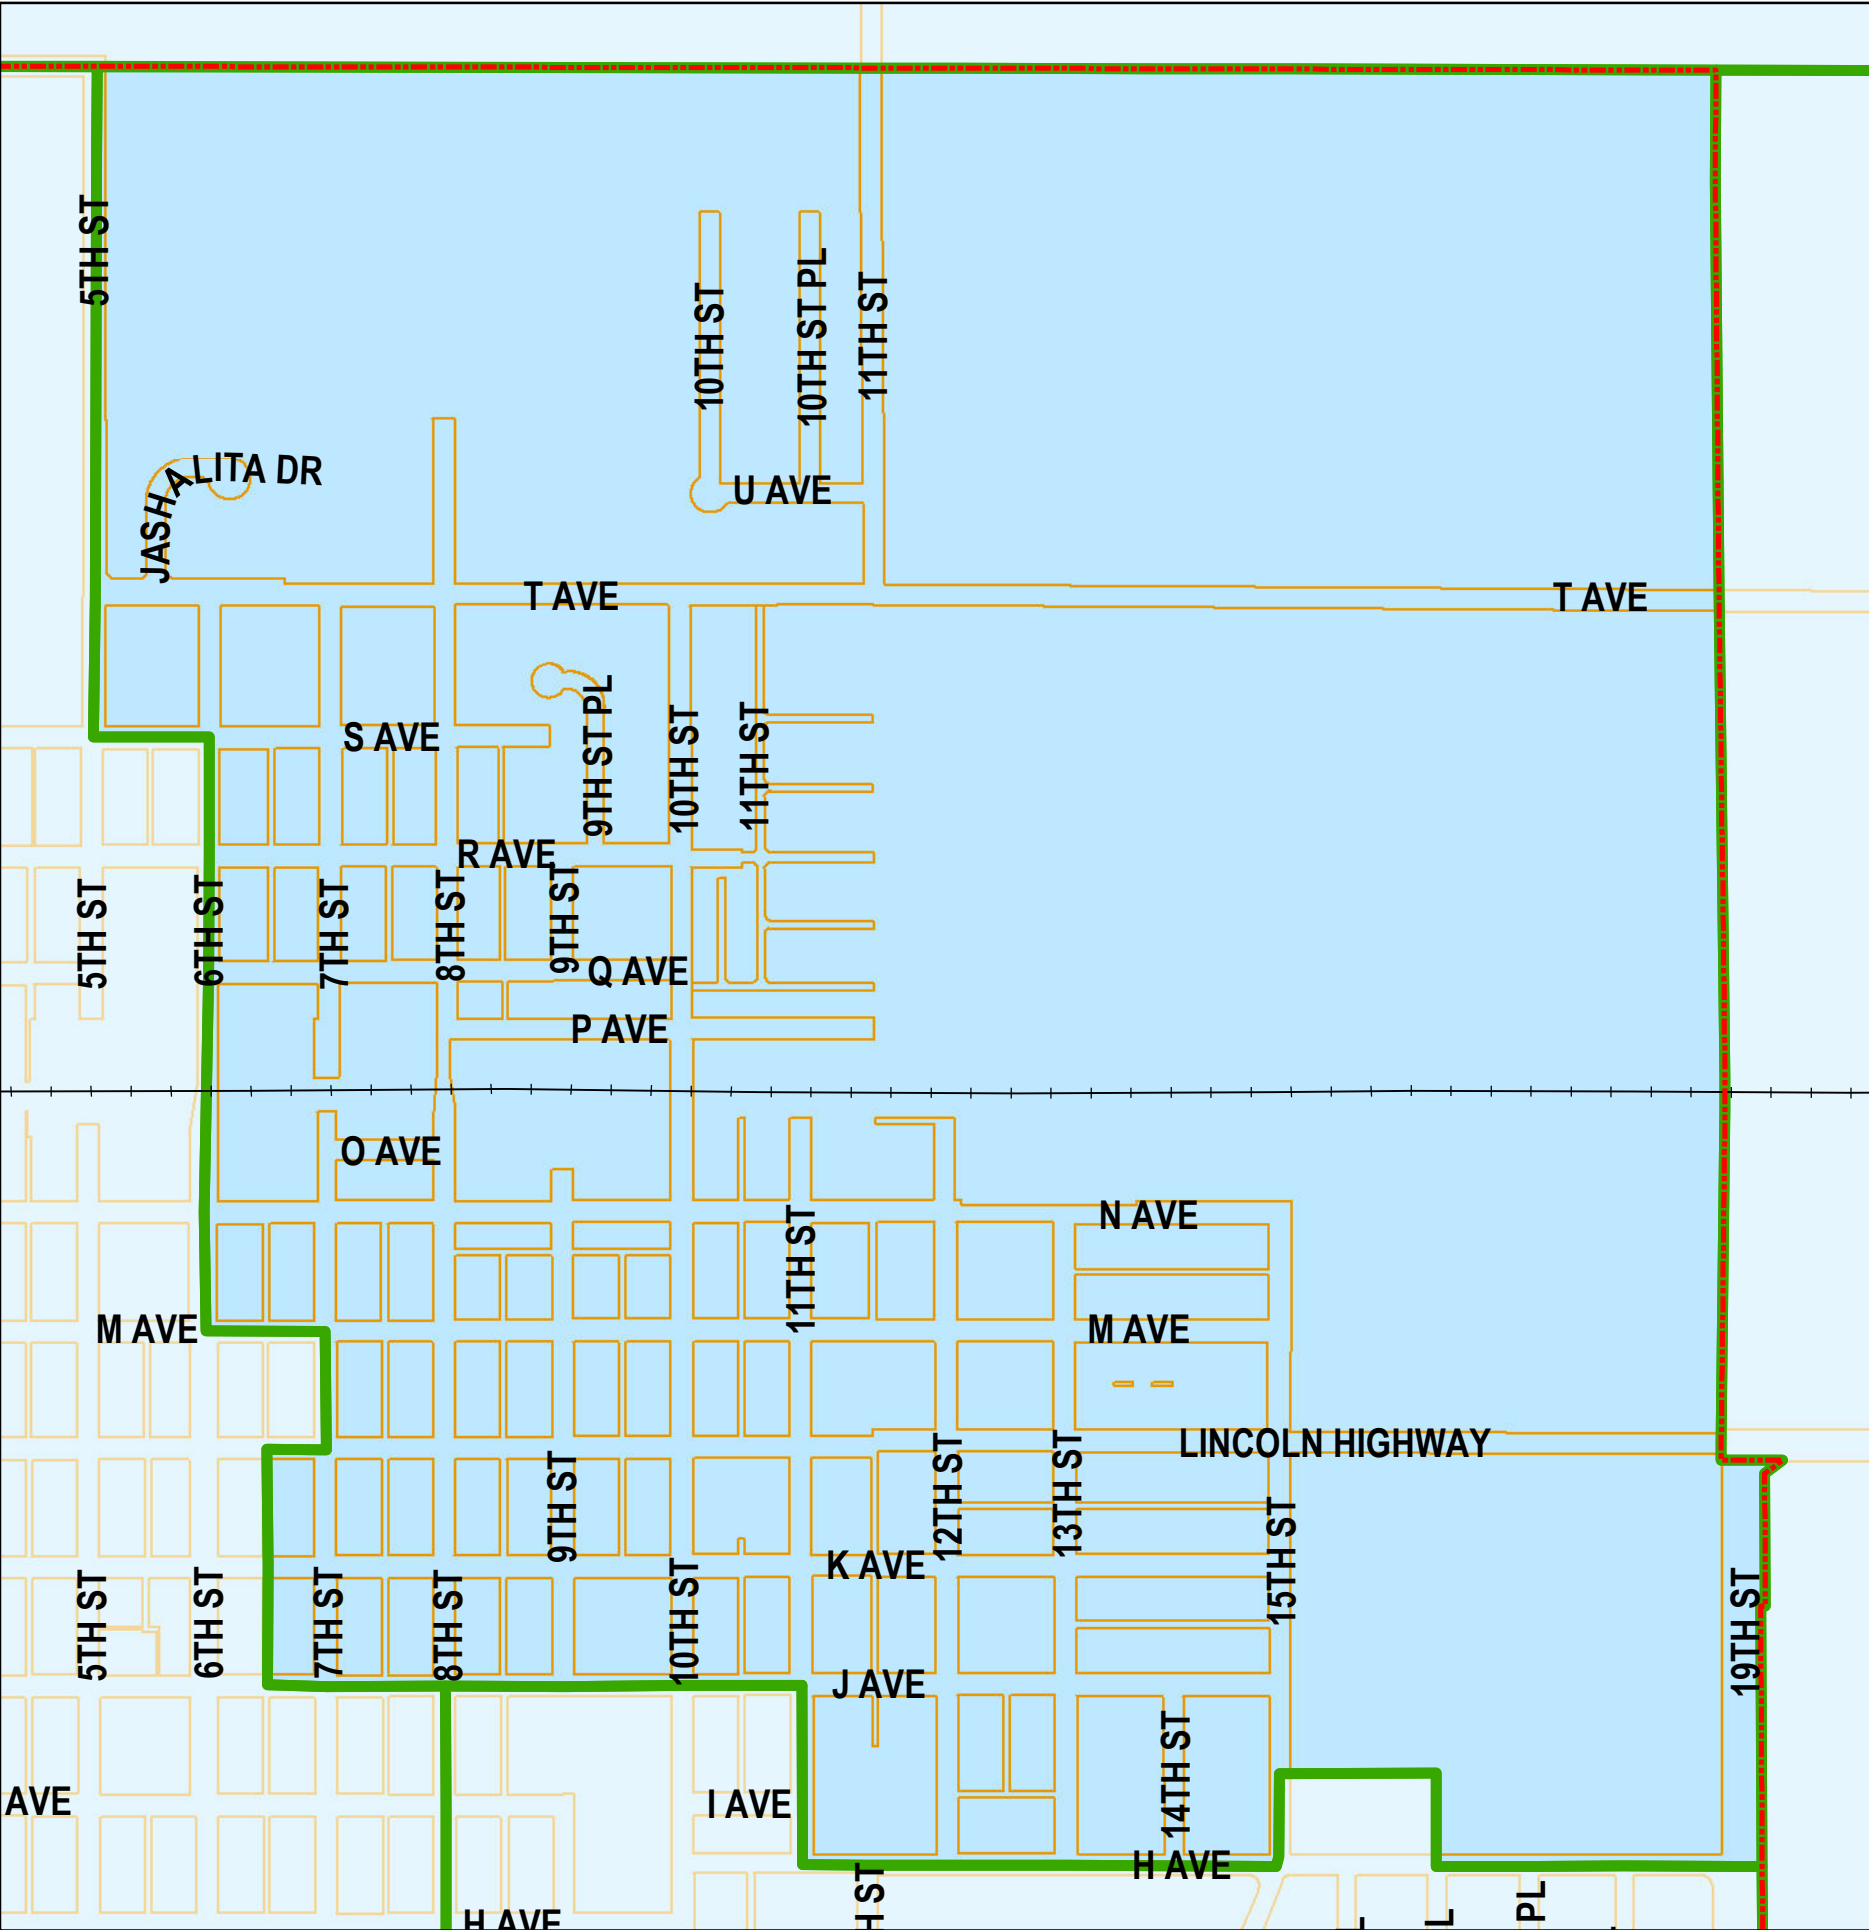 5TH ST
10TH ST
10TH ST PL
11TH ST
JASHALITA DR
U AVE
T AVE
T AVE
S AVE
9TH ST PL
10TH ST
11TH ST
R AVE
5TH ST
6TH ST
7TH ST
8TH ST
9TH ST
Q AVE
P AVE
O AVE
N AVE
11TH ST
M AVE
M AVE
LINCOLN HIGHWAY
9TH ST
12TH ST
13TH ST
15TH ST
K AVE
5TH ST
6TH ST
7TH ST
8TH ST
10TH ST
19TH ST
J AVE
14TH ST
AVE
I AVE
H AVE
H ST
PL
L
H AVE